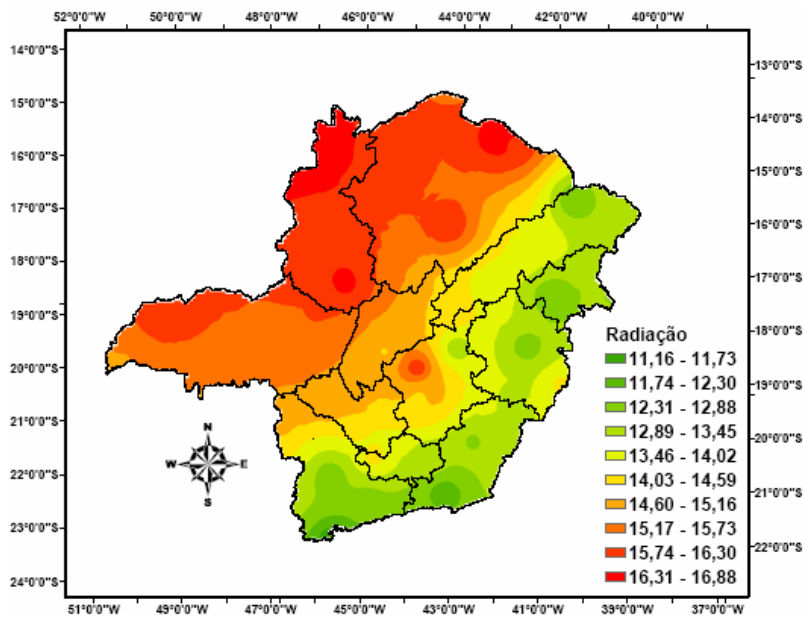 52°0'0"W 50°0'0"W 48°0'0"W 46°0'0"W 44°0'0"W 42°0'0"W 40°0'0"W
14°0'0"S
13°0'0"S
15°0'0"S
14°0'0"S
16°0'0"S
15°0'0"S
17°0'0"S
16°0'0"S
18°0'0"S
17°0'0"S
19°0'0"S
18°0'0"S
20°0'0"S
19°0'0"S
21°0'0"S
20°0'0"S
22°0'0"S
21°0'0"S
23°0'0"S
22°0'0"S
24°0'0"S
Radiação
11,16 - 11,73
11,74 - 12,30
12,31 - 12,88
12,89 - 13,45
13,46 - 14,02
14,03 - 14,59
14,60 - 15,16
15,17 - 15,73
15,74 - 16,30
16,31 - 16,88
N
W E
S
51°0'0"W 49°0'0"W 47°0'0"W 45°0'0"W 43°0'0"W 41°0'0"W 39°0'0"W 37°0'0"W